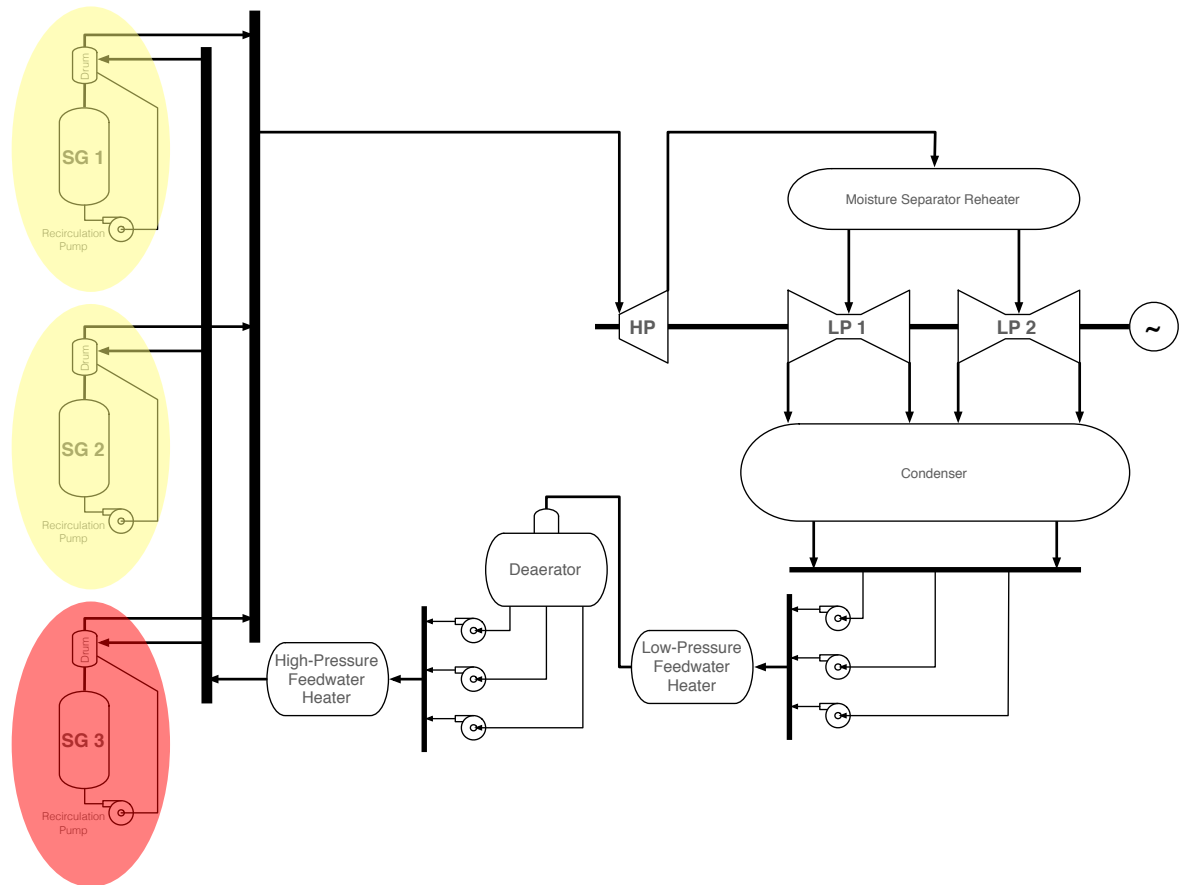 Drum
SG 1
Recirculation
Pump
Moisture Separator Reheater
HP
LP 1
LP 2
~
Drum
SG 2
Recirculation
Pump
Condenser
Deaerator
Drum
SG 3
Recirculation
Pump
High-Pressure
Feedwater
Heater
Low-Pressure
Feedwater
Heater